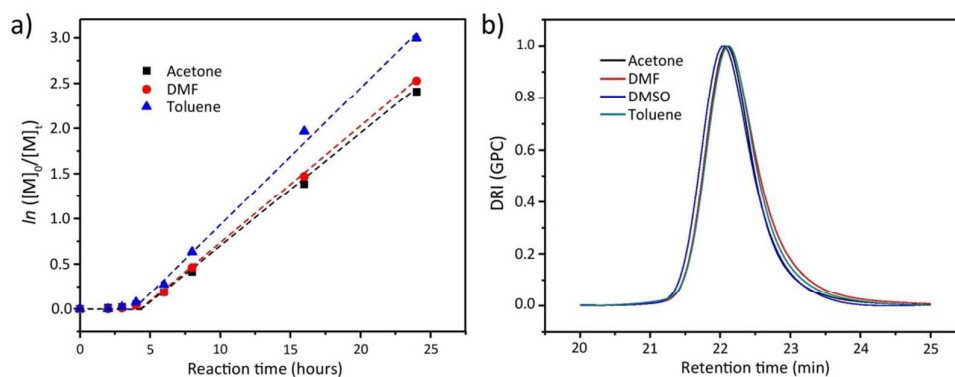 a)
ln ([M]0/[M]t)
3.0
2.5
2.0
1.5
1.0
0.5
0.0
Acetone
DMF
Toluene
0 5 10 15 20 25
Reaction time (hours)
b)
DRI (GPC)
1.0
0.8
0.6
0.4
0.2
0.0
Acetone
DMF
DMSO
Toluene
20 21 22 23 24 25
Retention time (min)